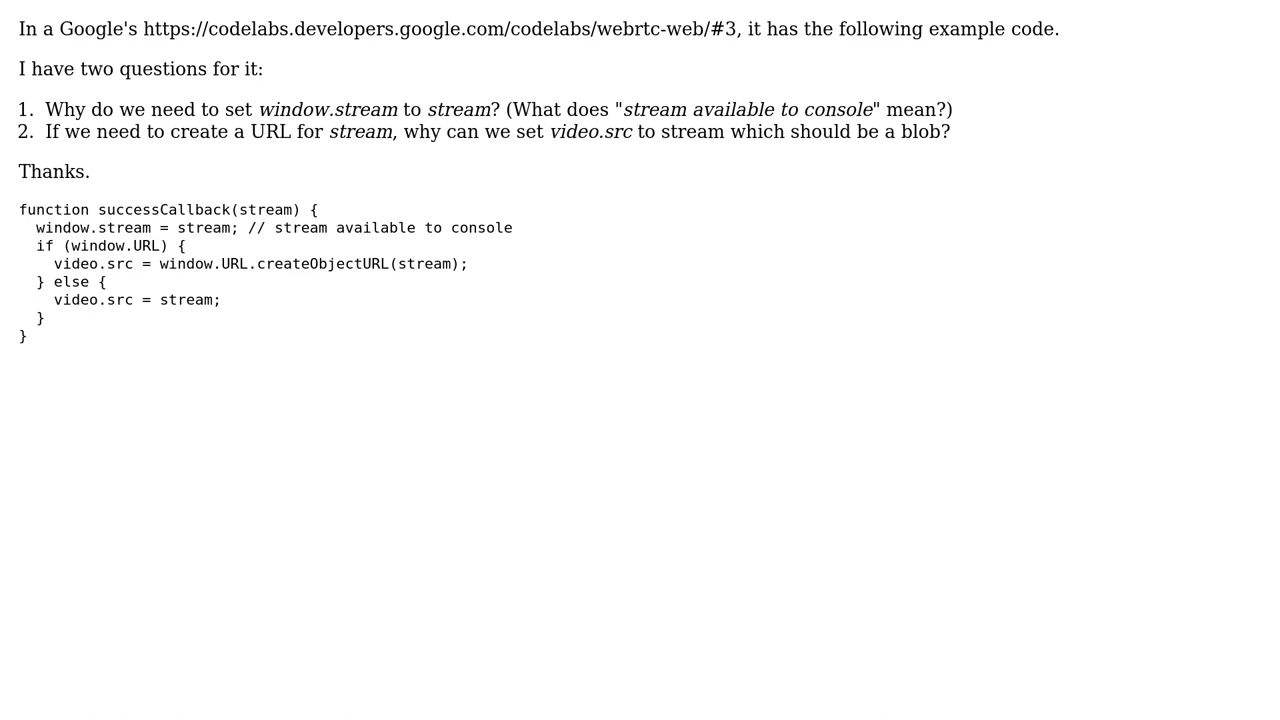 In a Google's https://codelabs.developers.google.com/codelabs/webrtc-web/#3, it has the following example code.
I have two questions for it:
1. Why do we need to set window.stream to stream? (What does "stream available to console" mean?)
2. If we need to create a URL for stream, why can we set video.src to stream which should be a blob?
Thanks.
function successCallback(stream) {
  window.stream = stream; // stream available to console
  if (window.URL) {
    video.src = window.URL.createObjectURL(stream);
  } else {
    video.src = stream;
  }
}